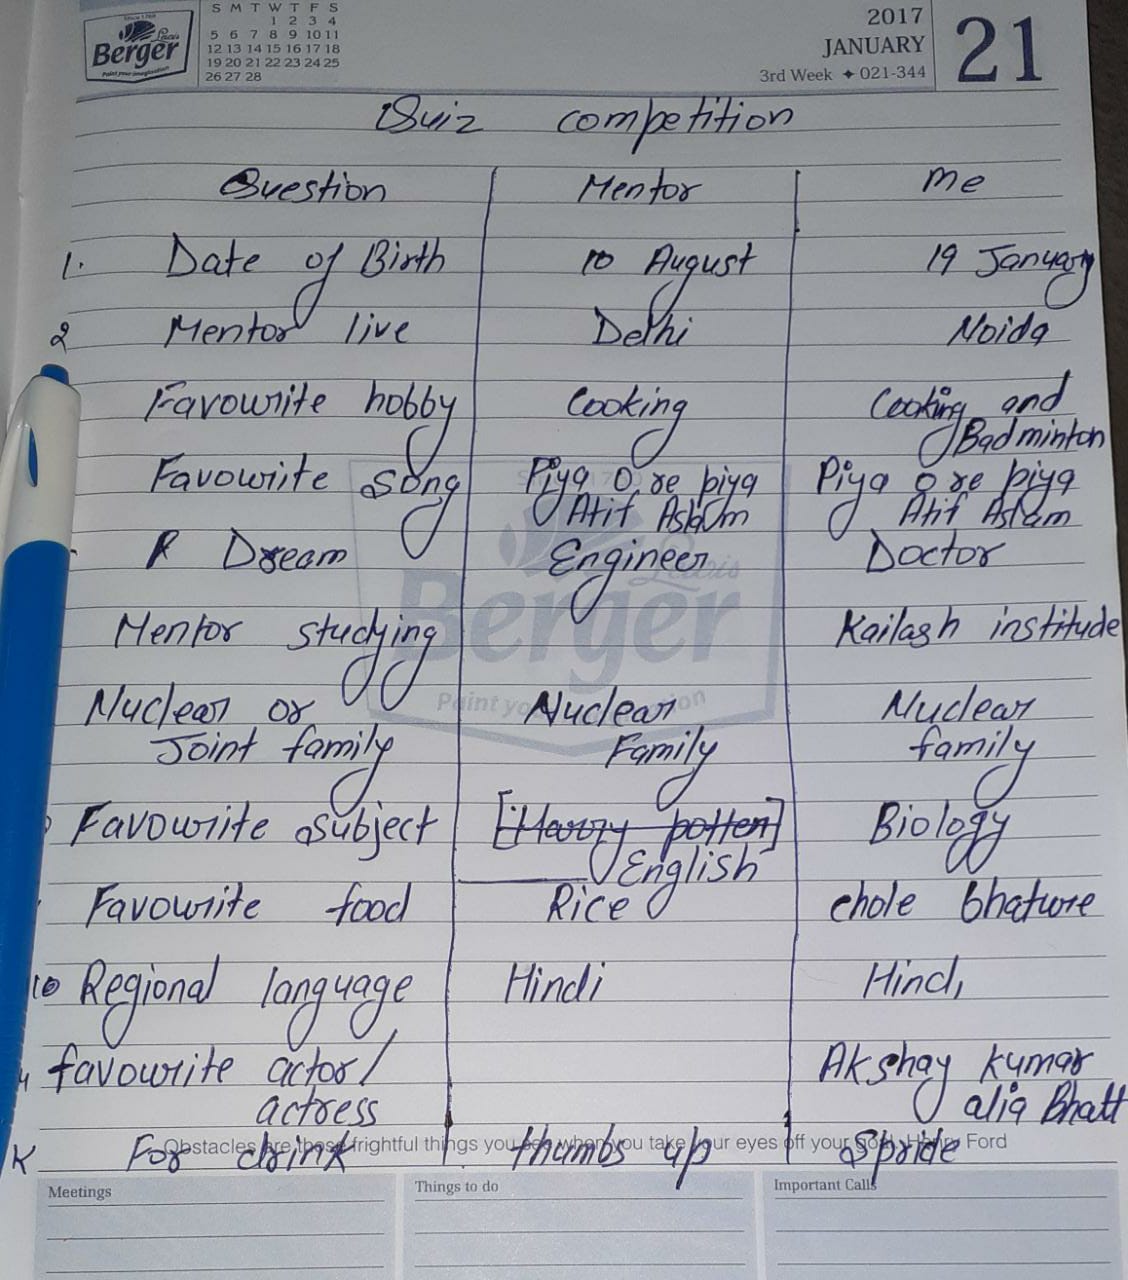 Since 1760
Lewis
Berger
Paint your imagination
S M T W T F S
1 2 3 4
5 6 7 8 9 10 11
12 13 14 15 16 17 18
19 20 21 22 23 24 25
26 27 28
2017
JANUARY
3rd Week ✦ 021-344
21
Quiz competition
Question Mentor Me
1. Date of Birth 10 August 19 January
2 Mentor live Delhi Noida
Favourite hobby Cooking Cooking and
Badminton
Favouriite song Piya O re piya Piya o re piya
Atif Aslam Atif Aslam
Dream Engineer Doctor
Mentor studying Kailash institude
Nuclear or Nuclear Nuclear
Joint family Family family
Favourite subject [Harry potter] Biology
English
Favourite food Rice chole bhature
10 Regional language Hindi Hindi
favourite actor/ Akshay kumar
actress alia Bhatt
For drink thumbs up Spride
Obstacles are those frightful things you see when you take your eyes off your goal. Henry Ford
Meetings Things to do Important Calls
Lewis
Berger
Paint your imagination